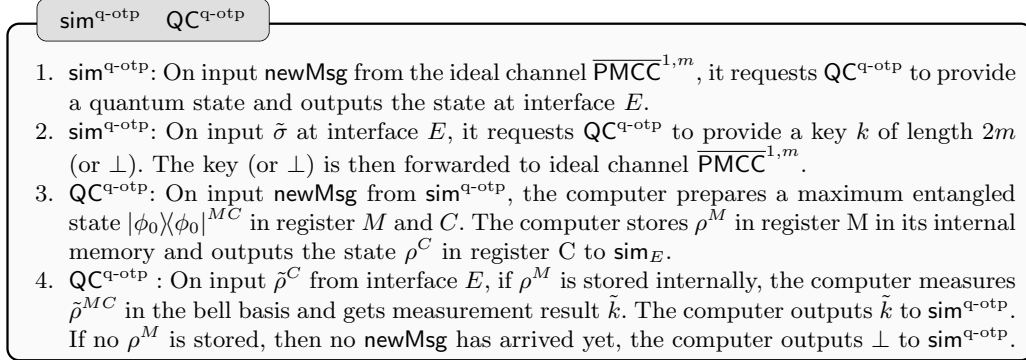 sim^q-otp QC^q-otp
1. sim^q-otp: On input newMsg from the ideal channel \overline{PMCC}^{1,m}, it requests QC^q-otp to provide
a quantum state and outputs the state at interface E.
2. sim^q-otp: On input σ̃ at interface E, it requests QC^q-otp to provide a key k of length 2m
(or ⊥). The key (or ⊥) is then forwarded to ideal channel \overline{PMCC}^{1,m}.
3. QC^q-otp: On input newMsg from sim^q-otp, the computer prepares a maximum entangled
state |ϕ₀⟩⟨ϕ₀|^{MC} in register M and C. The computer stores ρ^M in register M in its internal
memory and outputs the state ρ^C in register C to sim_E.
4. QC^q-otp : On input ρ̃^C from interface E, if ρ^M is stored internally, the computer measures
ρ̃^{MC} in the bell basis and gets measurement result k̃. The computer outputs k̃ to sim^q-otp.
If no ρ^M is stored, then no newMsg has arrived yet, the computer outputs ⊥ to sim^q-otp.